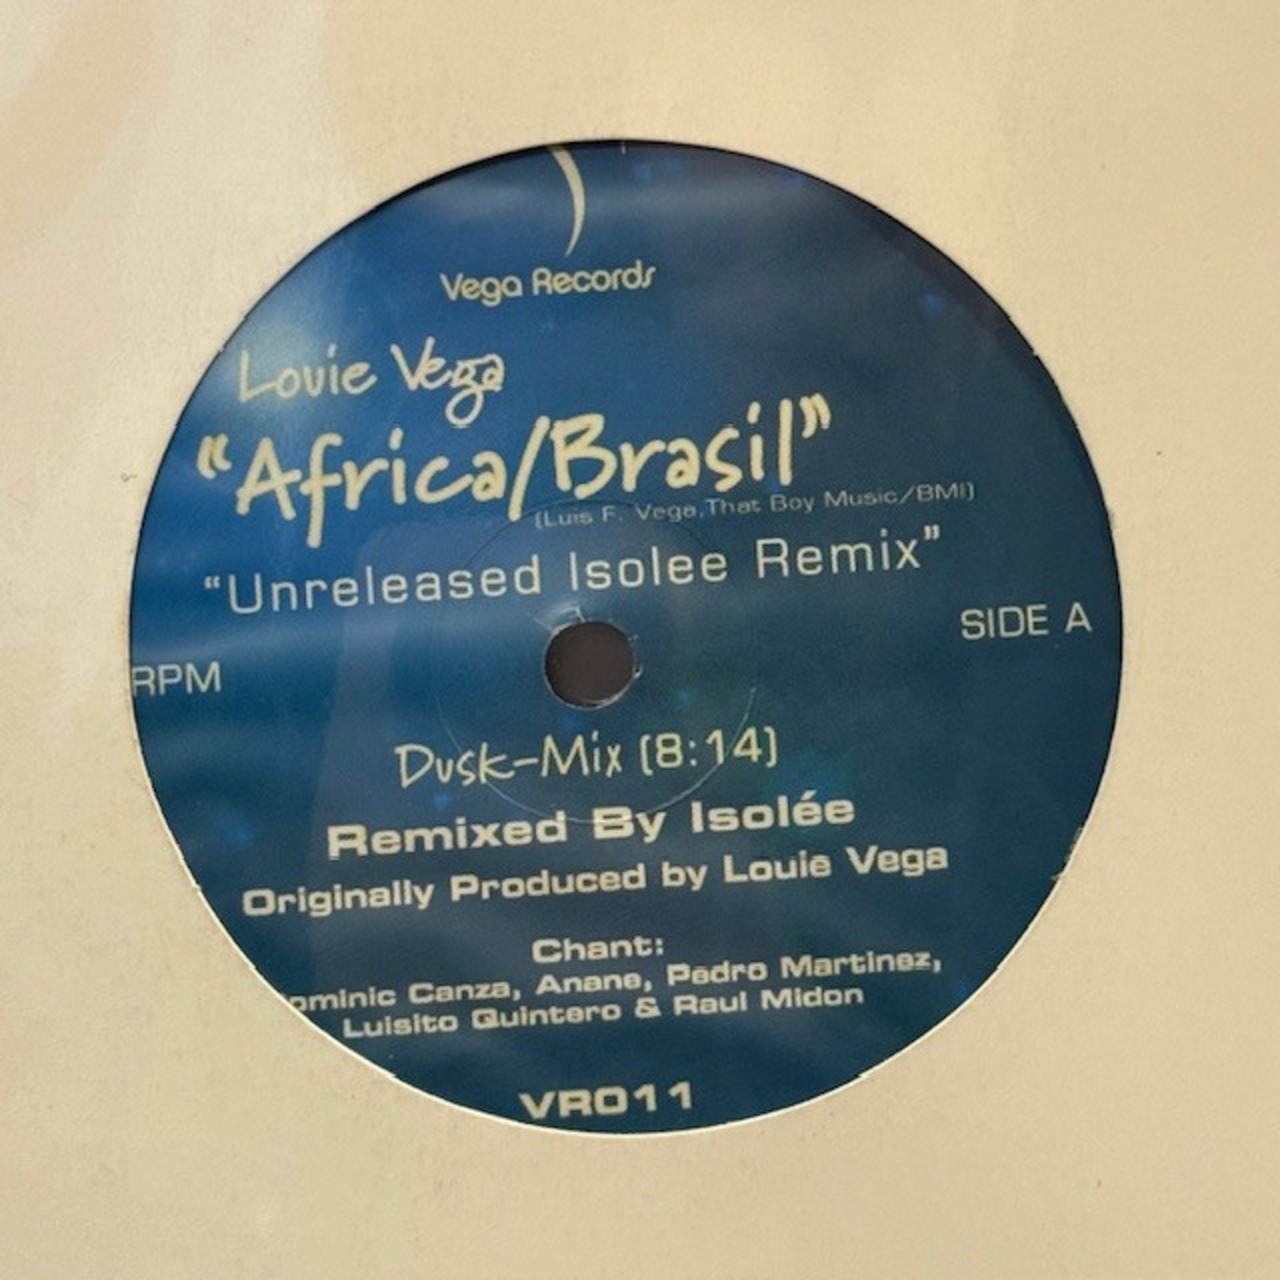 Vega Records
Louie Vega
“Africa/Brasil”
(Luis F. Vega,That Boy Music/BMI)
“Unreleased Isolee Remix”
SIDE A
RPM
Dusk-Mix (8:14)
Remixed By Isolée
Originally Produced by Louie Vega
Chant:
ominic Canza, Anane, Pedro Martinez,
Luisito Quintero & Raul Midon
VR011